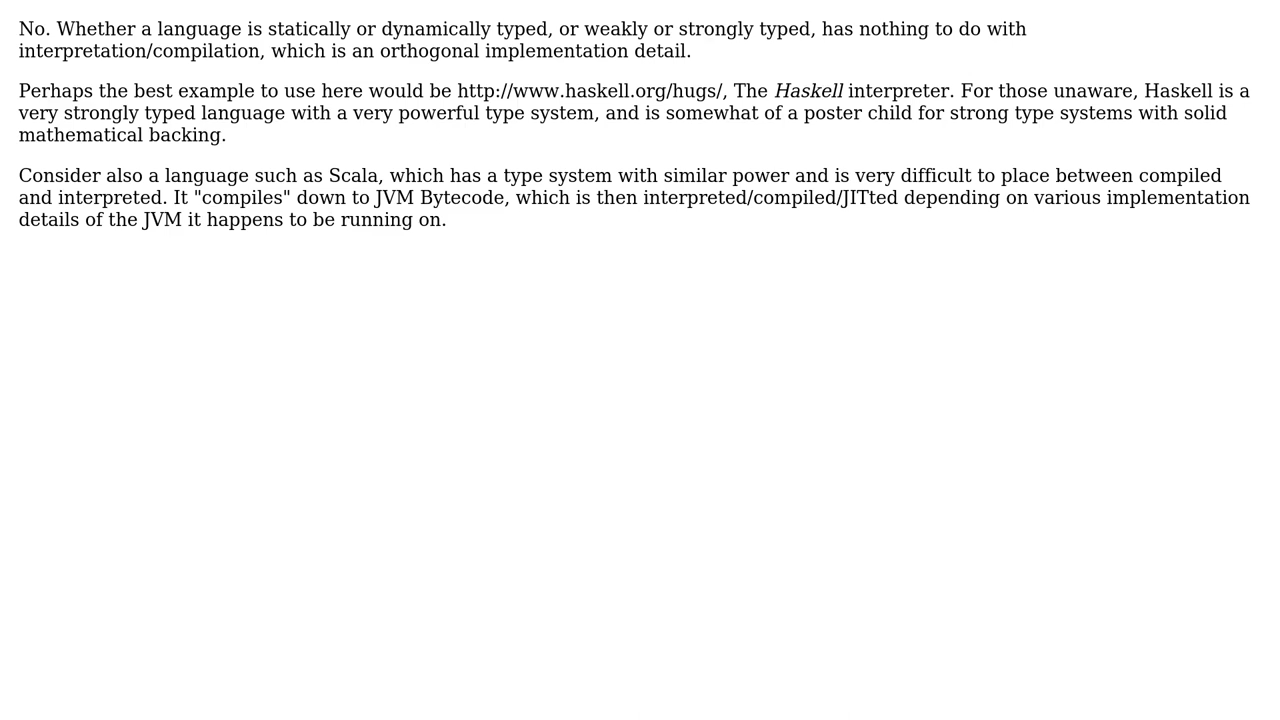 No. Whether a language is statically or dynamically typed, or weakly or strongly typed, has nothing to do with
interpretation/compilation, which is an orthogonal implementation detail.
Perhaps the best example to use here would be http://www.haskell.org/hugs/, The Haskell interpreter. For those unaware, Haskell is a
very strongly typed language with a very powerful type system, and is somewhat of a poster child for strong type systems with solid
mathematical backing.
Consider also a language such as Scala, which has a type system with similar power and is very difficult to place between compiled
and interpreted. It "compiles" down to JVM Bytecode, which is then interpreted/compiled/JITted depending on various implementation
details of the JVM it happens to be running on.